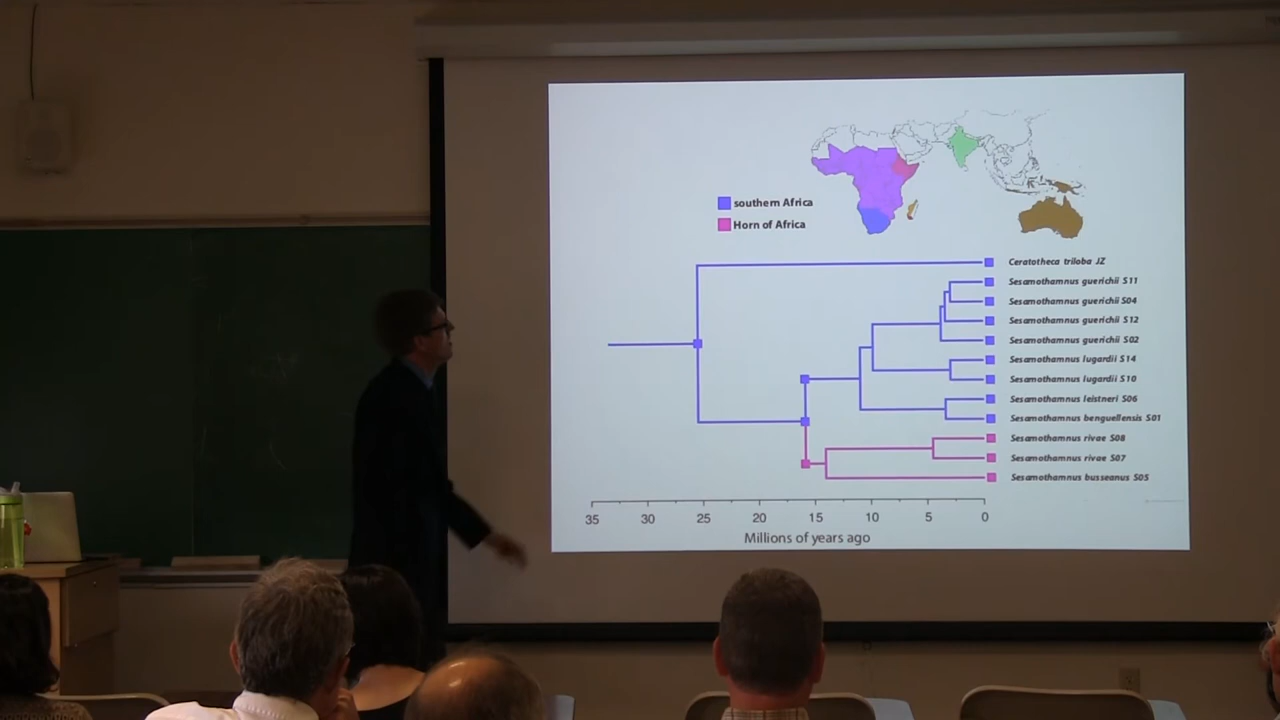 southern Africa
Horn of Africa
Ceratotheca triloba JZ
Sesamothamnus guerichii S11
Sesamothamnus guerichii S04
Sesamothamnus guerichii S12
Sesamothamnus guerichii S02
Sesamothamnus lugardii S14
Sesamothamnus lugardii S10
Sesamothamnus leistneri S06
Sesamothamnus benguellensis S01
Sesamothamnus rivae S08
Sesamothamnus rivae S07
Sesamothamnus busseanus S05
35 30 25 20 15 10 5 0
Millions of years ago